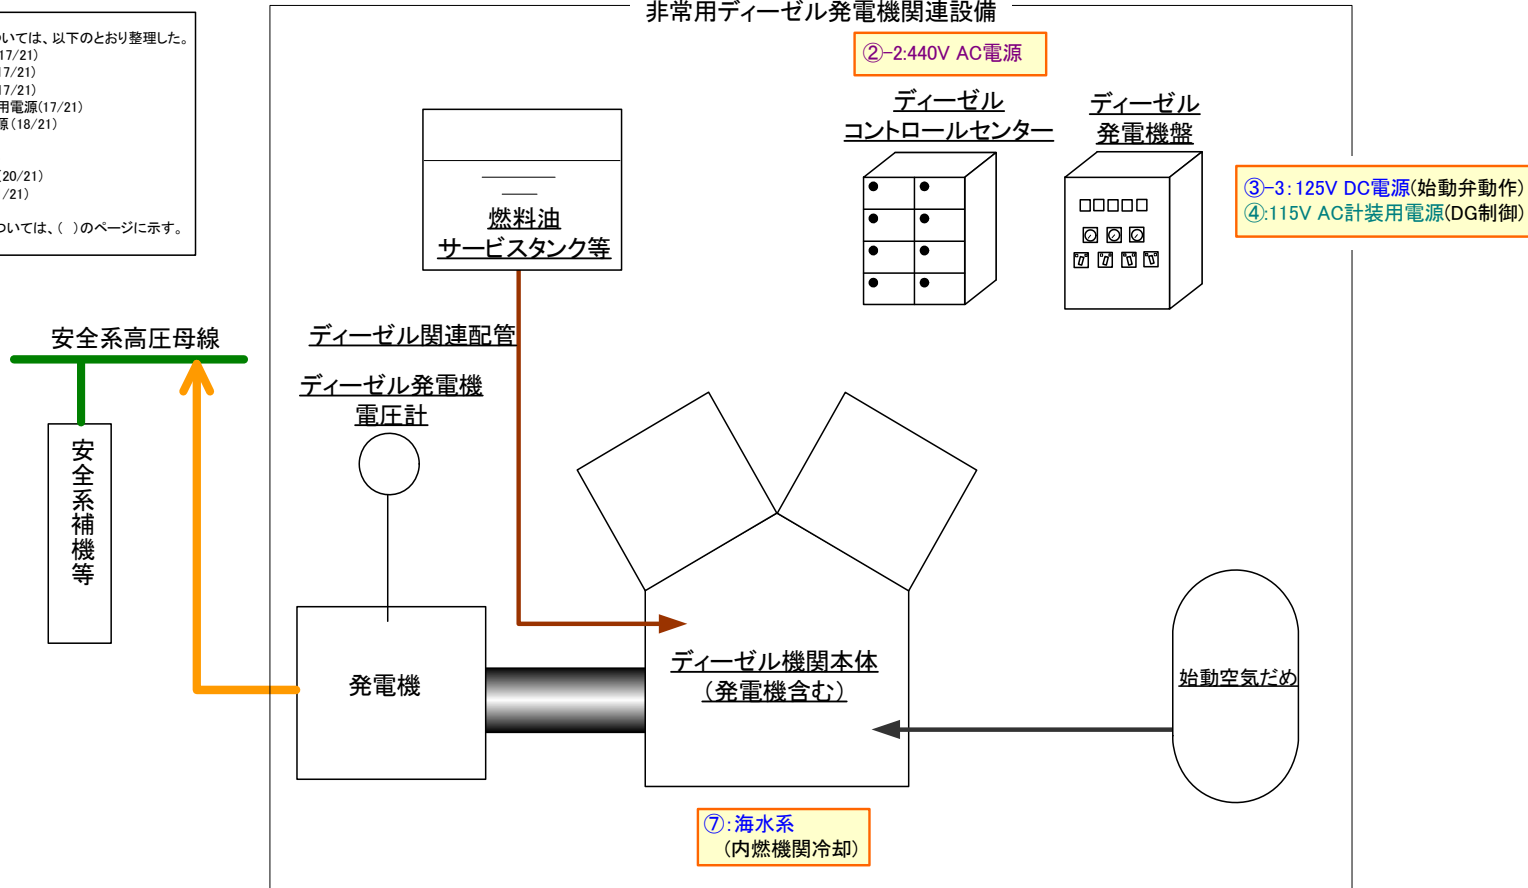 非常用ディーゼル発電機関連設備
いては、以下のとおり整理した。
17/21)
17/21)
17/21)
用電源(17/21)
源(18/21)
(20/21)
/21)
ついては、( )のページに示す。
②-2:440V AC電源
ディーゼル
コントロールセンター
ディーゼル
発電機盤
③-3:125V DC電源(始動弁動作)
④:115V AC計装用電源(DG制御)
燃料油
サービスタンク等
安全系高圧母線
ディーゼル関連配管
ディーゼル発電機
電圧計
安全系補機等
発電機
ディーゼル機関本体
(発電機含む)
始動空気だめ
⑦:海水系
(内燃機関冷却)